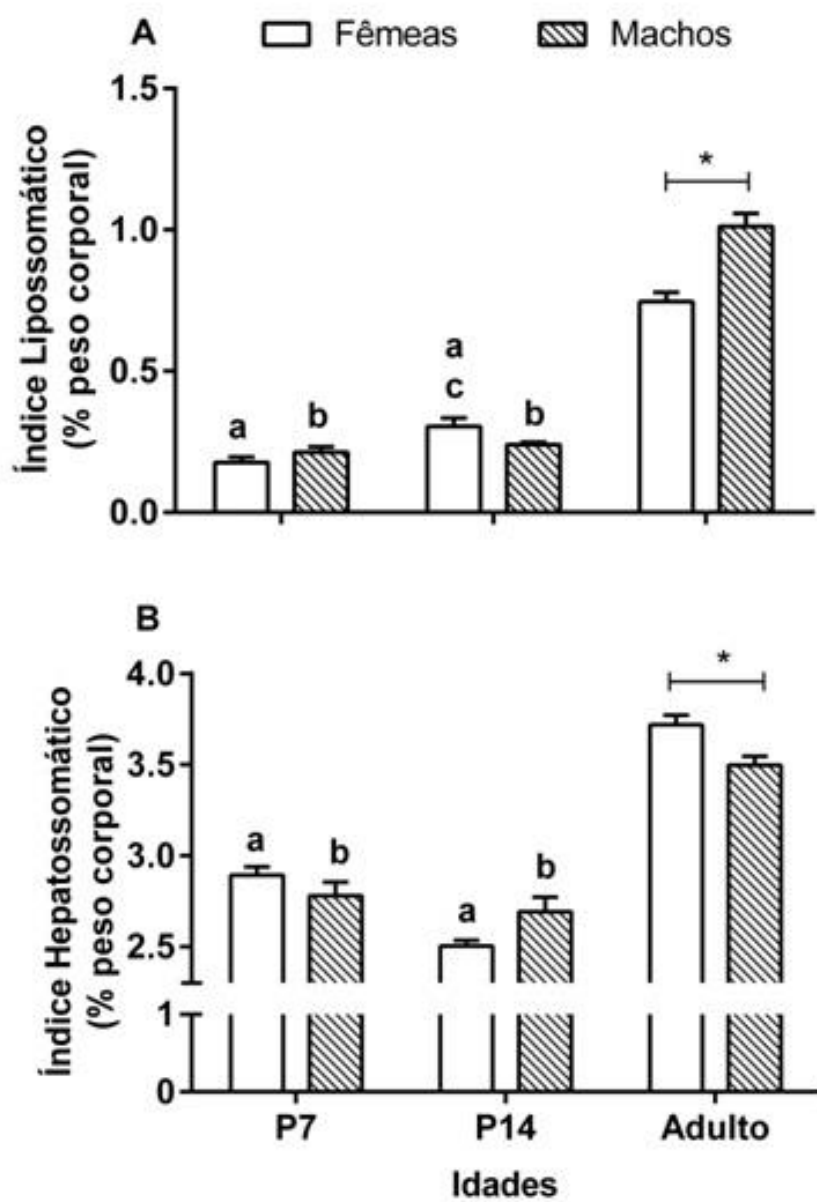 A
Fêmeas
Machos
Índice Lipossomático
(% peso corporal)
1.5
1.0
0.5
0.0
a
b
a
c
b
*
B
Índice Hepatossomático
(% peso corporal)
4.0
3.5
3.0
2.5
1
0
a
b
a
b
*
P7
P14
Adulto
Idades